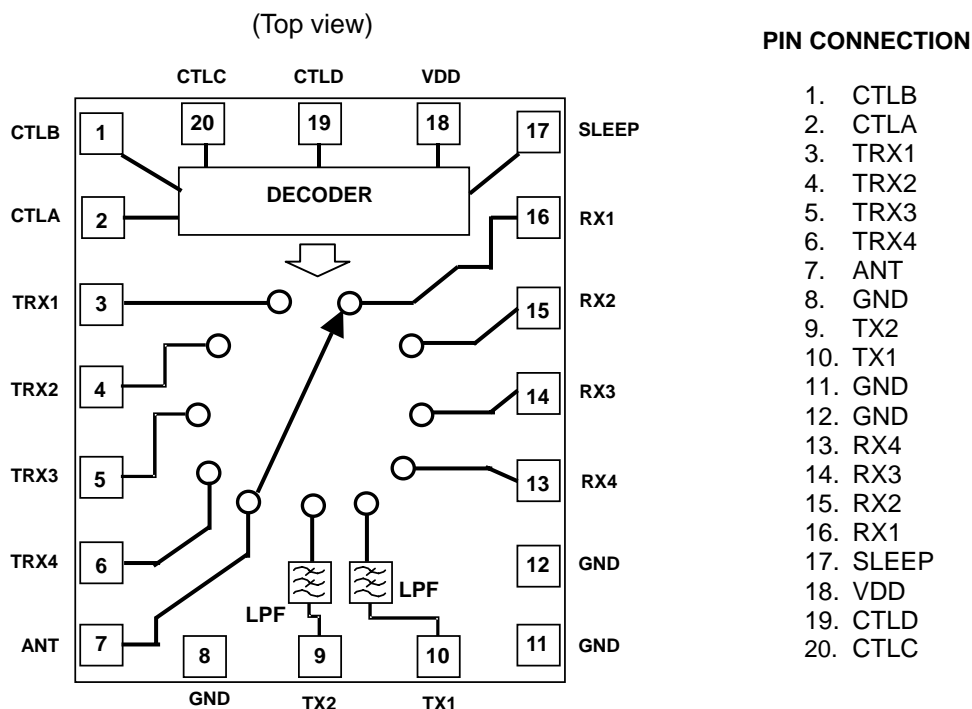 (Top view)
PIN CONNECTION
CTLC CTLD VDD
CTLB 1 20 19 18 17 SLEEP
DECODER
CTLA 2 16 RX1
TRX1 3 15 RX2
TRX2 4 14 RX3
TRX3 5 13 RX4
TRX4 6 12 GND
LPF LPF
ANT 7 8 9 10 11 GND
GND TX2 TX1
1. CTLB
2. CTLA
3. TRX1
4. TRX2
5. TRX3
6. TRX4
7. ANT
8. GND
9. TX2
10. TX1
11. GND
12. GND
13. RX4
14. RX3
15. RX2
16. RX1
17. SLEEP
18. VDD
19. CTLD
20. CTLC